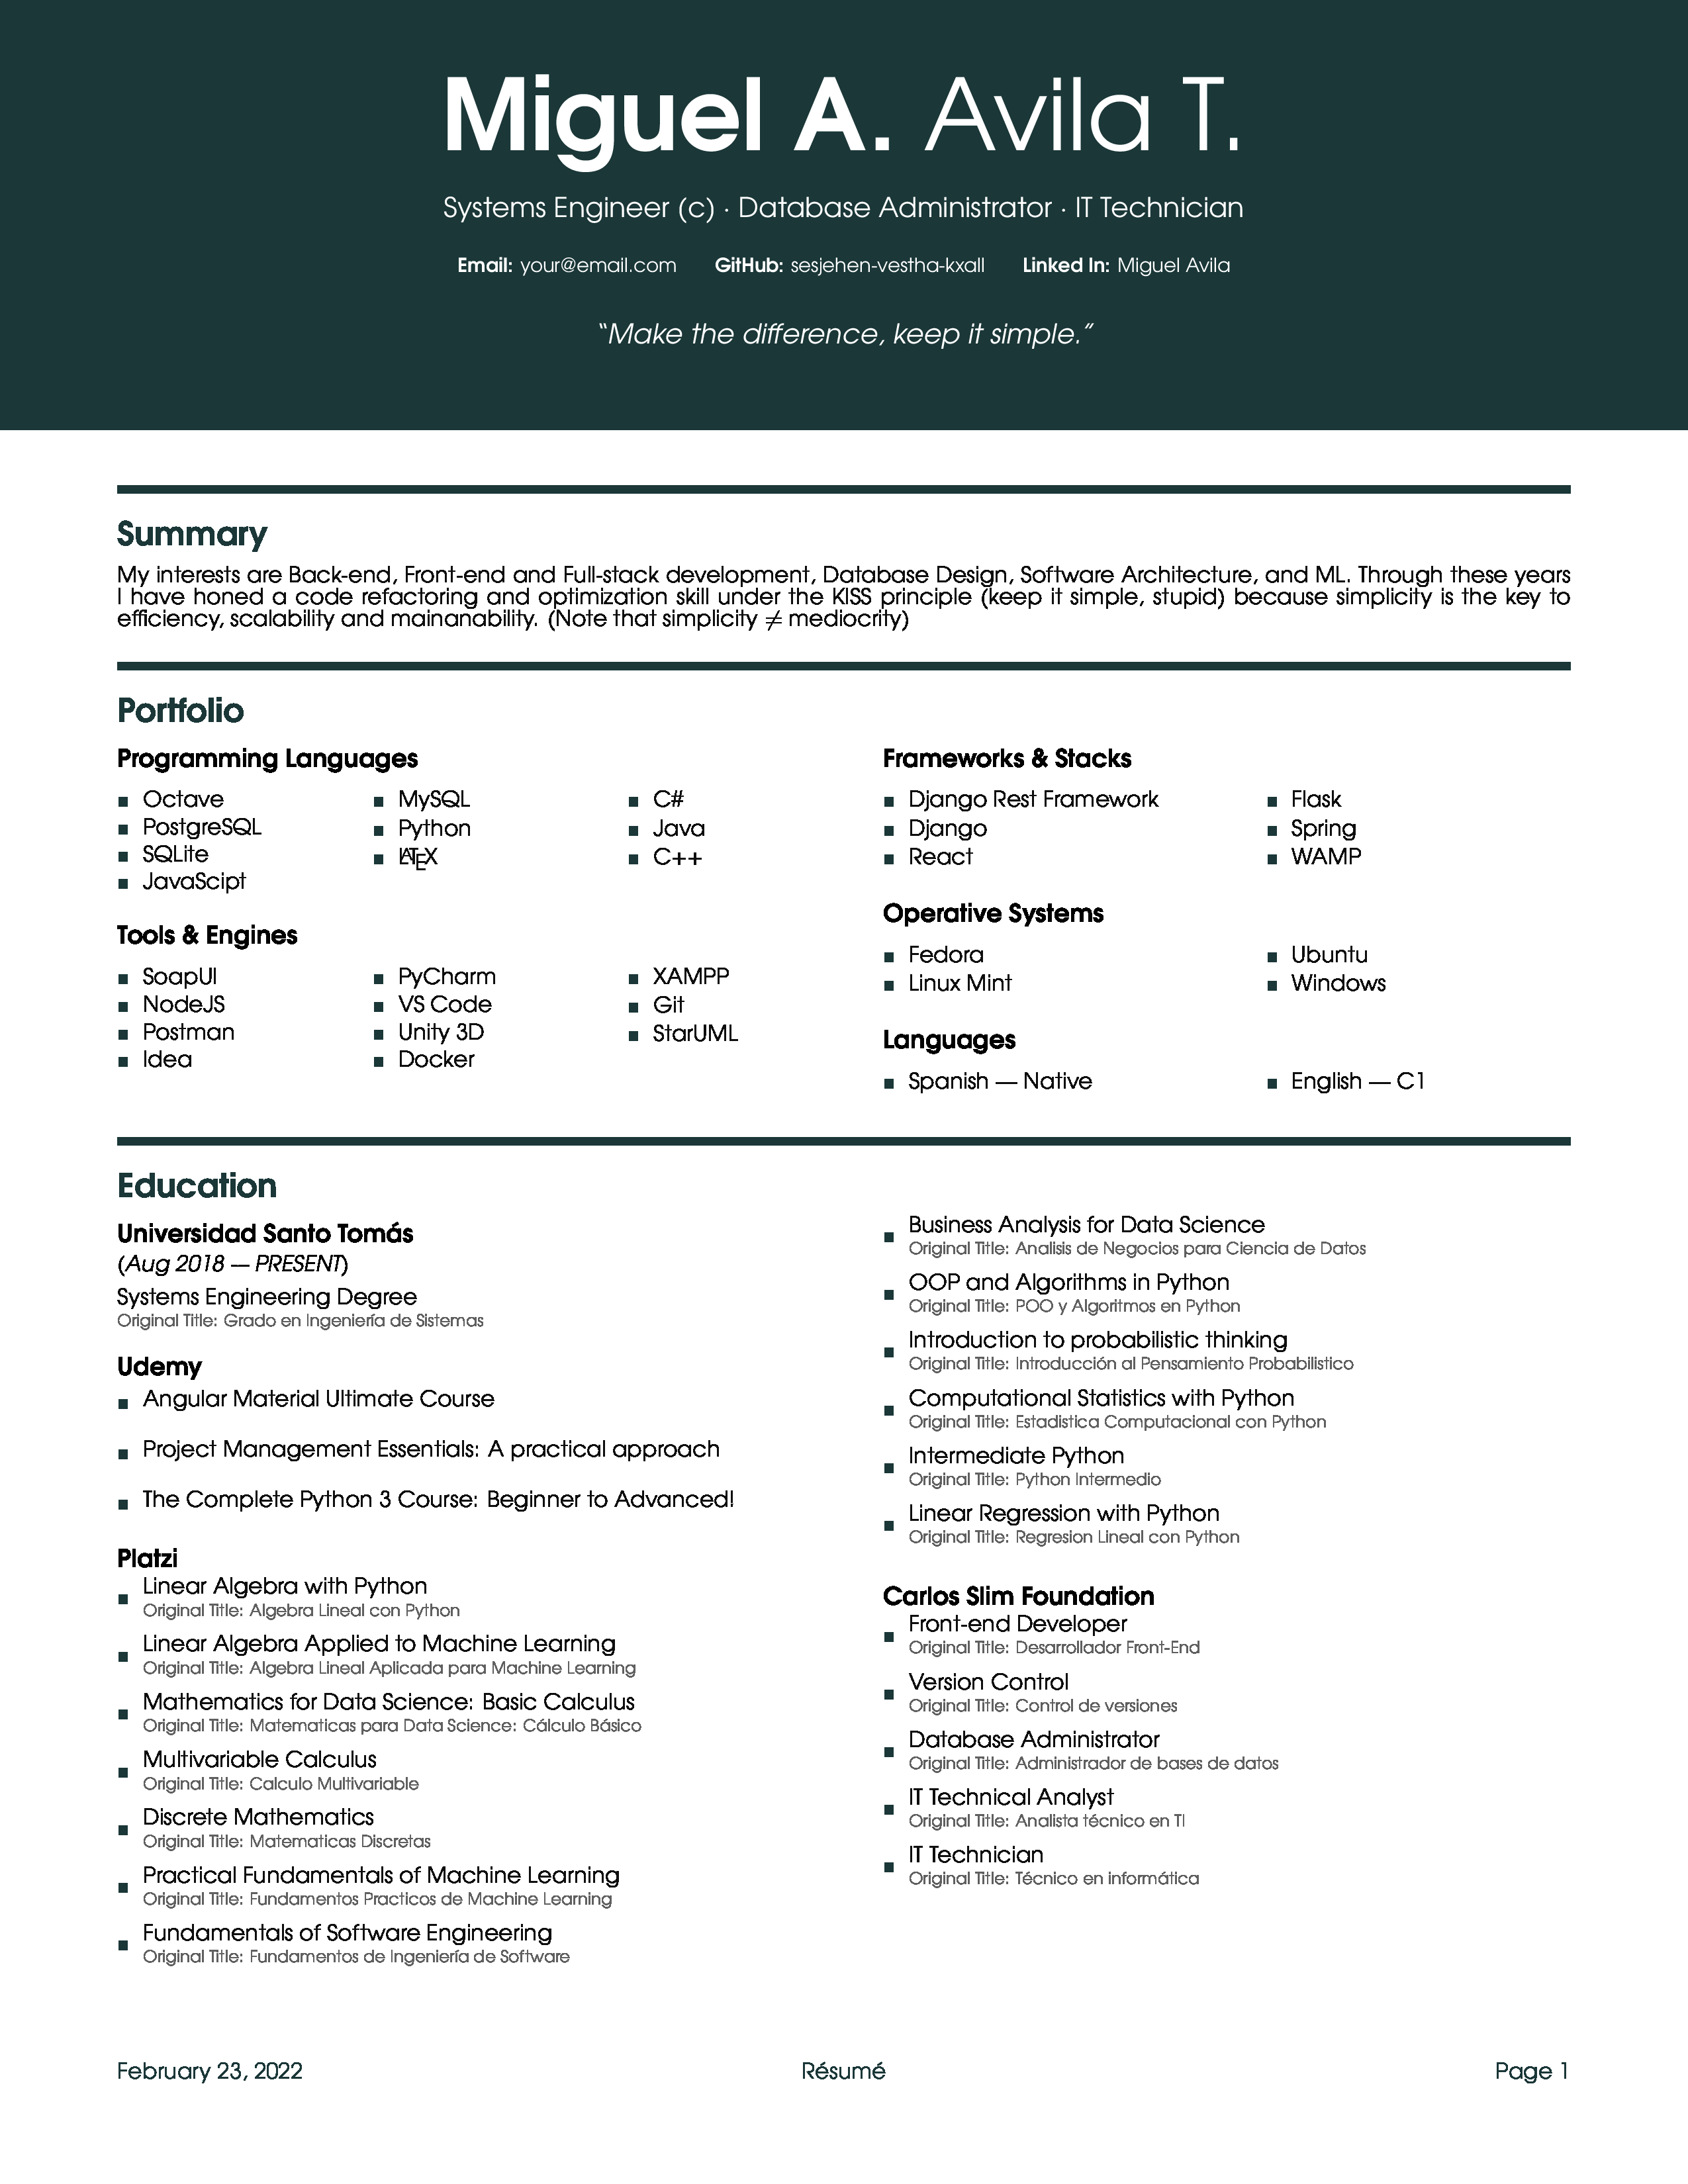 Miguel A. Avila T.
Systems Engineer (c) · Database Administrator · IT Technician
Email: your@email.com GitHub: sesjehen-vestha-kxall Linked In: Miguel Avila
“Make the difference, keep it simple.”
Summary
My interests are Back-end, Front-end and Full-stack development, Database Design, Software Architecture, and ML. Through these years
I have honed a code refactoring and optimization skill under the KISS principle (keep it simple, stupid) because simplicity is the key to
efficiency, scalability and mainanability. (Note that simplicity ≠ mediocrity)
Portfolio
Programming Languages
Octave
PostgreSQL
SQLite
JavaScipt
MySQL
Python
LATEX
C#
Java
C++
Tools & Engines
SoapUI
NodeJS
Postman
Idea
PyCharm
VS Code
Unity 3D
Docker
XAMPP
Git
StarUML
Frameworks & Stacks
Django Rest Framework
Django
React
Flask
Spring
WAMP
Operative Systems
Fedora
Linux Mint
Ubuntu
Windows
Languages
Spanish — Native
English — C1
Education
Universidad Santo Tomás
(Aug 2018 — PRESENT)
Systems Engineering Degree
Original Title: Grado en Ingeniería de Sistemas
Udemy
Angular Material Ultimate Course
Project Management Essentials: A practical approach
The Complete Python 3 Course: Beginner to Advanced!
Platzi
Linear Algebra with Python
Original Title: Algebra Lineal con Python
Linear Algebra Applied to Machine Learning
Original Title: Algebra Lineal Aplicada para Machine Learning
Mathematics for Data Science: Basic Calculus
Original Title: Matematicas para Data Science: Cálculo Básico
Multivariable Calculus
Original Title: Calculo Multivariable
Discrete Mathematics
Original Title: Matematicas Discretas
Practical Fundamentals of Machine Learning
Original Title: Fundamentos Practicos de Machine Learning
Fundamentals of Software Engineering
Original Title: Fundamentos de Ingeniería de Software
Business Analysis for Data Science
Original Title: Analisis de Negocios para Ciencia de Datos
OOP and Algorithms in Python
Original Title: POO y Algoritmos en Python
Introduction to probabilistic thinking
Original Title: Introducción al Pensamiento Probabilistico
Computational Statistics with Python
Original Title: Estadistica Computacional con Python
Intermediate Python
Original Title: Python Intermedio
Linear Regression with Python
Original Title: Regresion Lineal con Python
Carlos Slim Foundation
Front-end Developer
Original Title: Desarrollador Front-End
Version Control
Original Title: Control de versiones
Database Administrator
Original Title: Administrador de bases de datos
IT Technical Analyst
Original Title: Analista técnico en TI
IT Technician
Original Title: Técnico en informática
February 23, 2022 Résumé Page 1